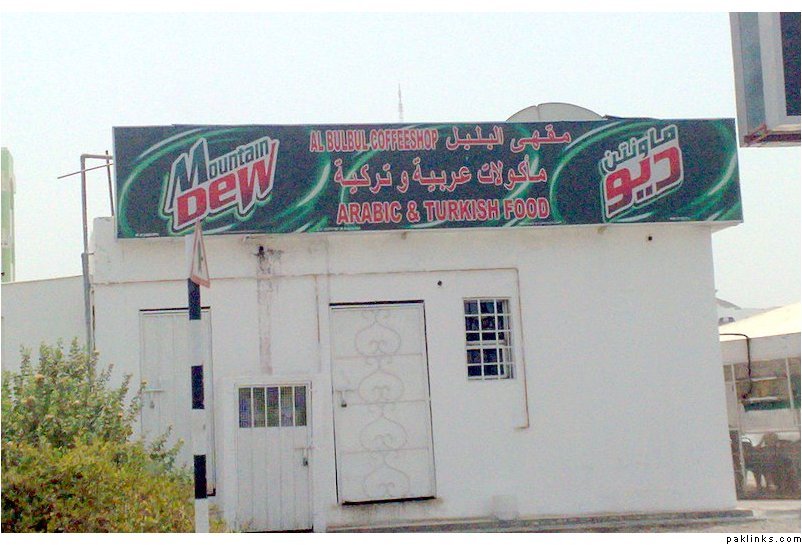 Mountain Dew
AL BULBUL COFFEESHOP مقهى البلبل
مأكولات عربية و تركية
ARABIC & TURKISH FOOD
ماونتن ديو
paklinks.com